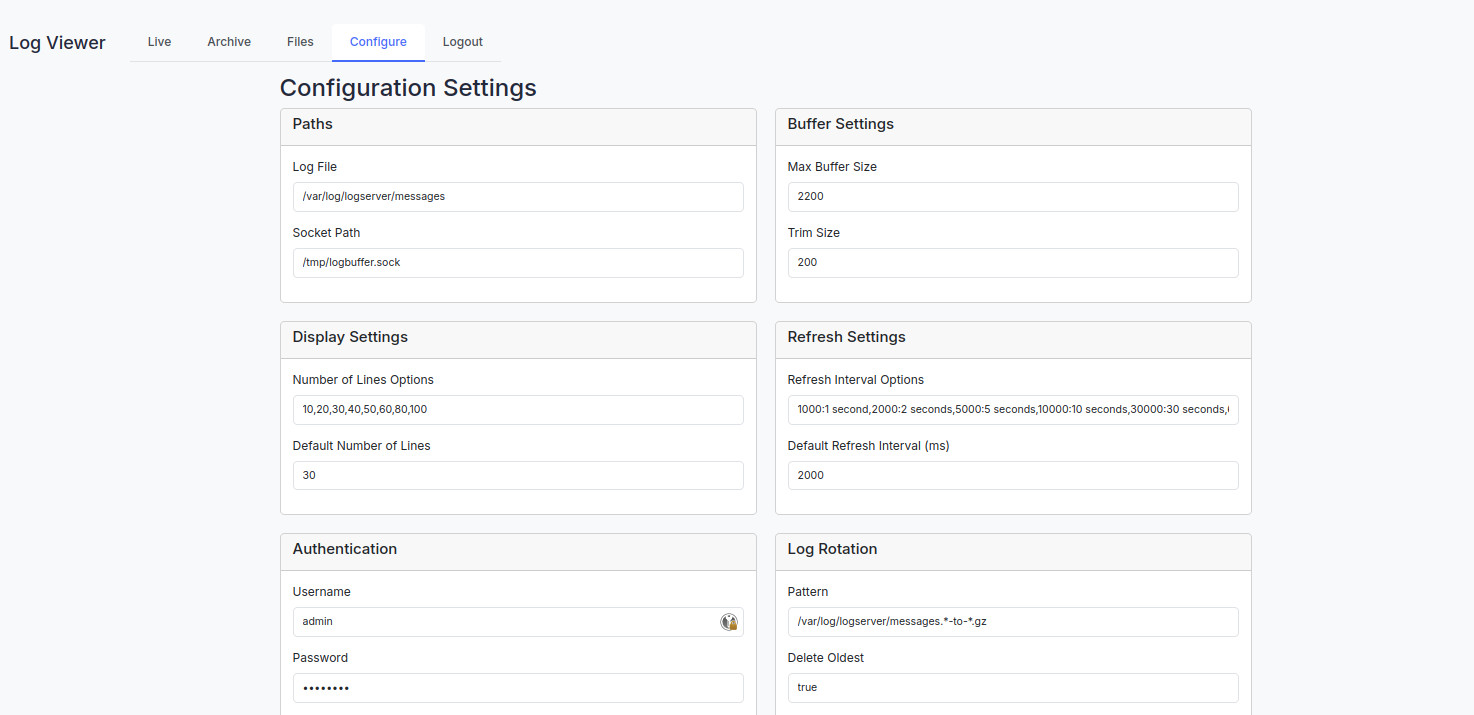 Log Viewer
Live
Archive
Files
Configure
Logout
Configuration Settings
Paths
Log File
/var/log/logserver/messages
Socket Path
/tmp/logbuffer.sock
Buffer Settings
Max Buffer Size
2200
Trim Size
200
Display Settings
Number of Lines Options
10,20,30,40,50,60,80,100
Default Number of Lines
30
Refresh Settings
Refresh Interval Options
1000:1 second,2000:2 seconds,5000:5 seconds,10000:10 seconds,30000:30 seconds,
Default Refresh Interval (ms)
2000
Authentication
Username
admin
Password
••••••••
Log Rotation
Pattern
/var/log/logserver/messages.*-to-*.gz
Delete Oldest
true